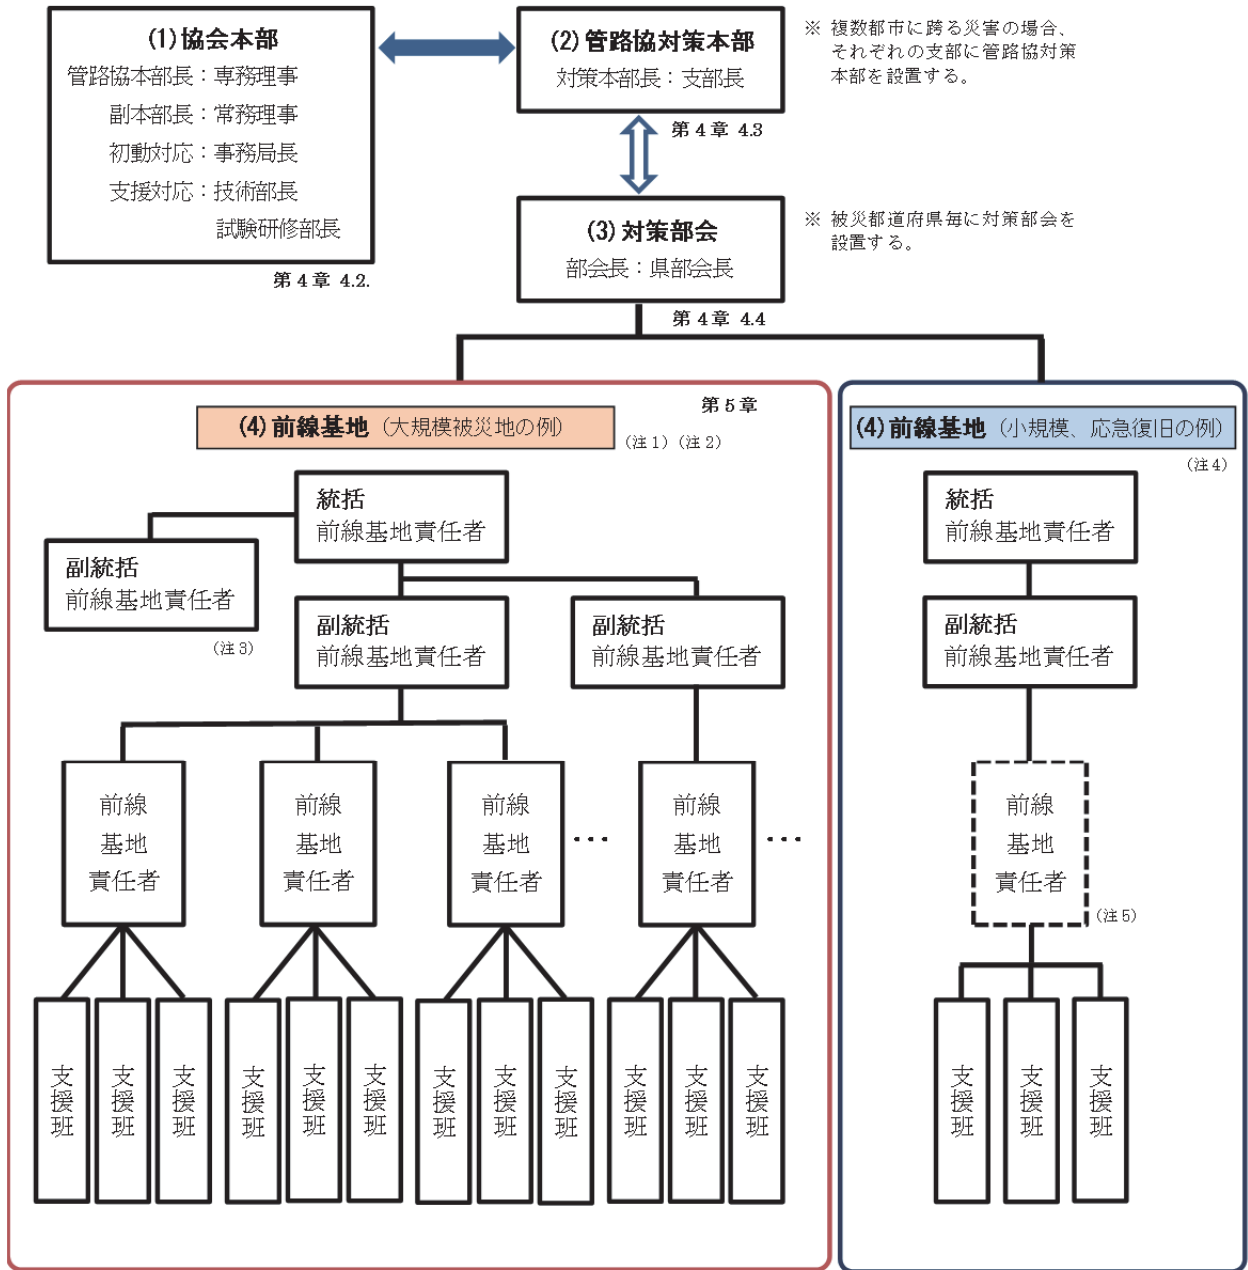 (1)協会本部
管路協本部長：専務理事
副本部長：常務理事
初動対応：事務局長
支援対応：技術部長
試験研修部長
第4章 4.2.
(2)管路協対策本部
対策本部長：支部長
第4章 4.3
※ 複数都市に跨る災害の場合、
それぞれの支部に管路協対策
本部を設置する。
(3)対策部会
部会長：県部会長
第4章 4.4
※ 被災都道府県毎に対策部会を
設置する。
第5章
(4)前線基地（大規模被災地の例）
（注1）（注2）
統括
前線基地責任者
副統括
前線基地責任者
（注3）
副統括
前線基地責任者
副統括
前線基地責任者
前線
基地
責任者
前線
基地
責任者
前線
基地
責任者
…
前線
基地
責任者
…
支援班
支援班
支援班
支援班
支援班
支援班
支援班
支援班
支援班
支援班
支援班
支援班
(4)前線基地（小規模、応急復旧の例）
（注4）
統括
前線基地責任者
副統括
前線基地責任者
前線
基地
責任者
（注5）
支援班
支援班
支援班